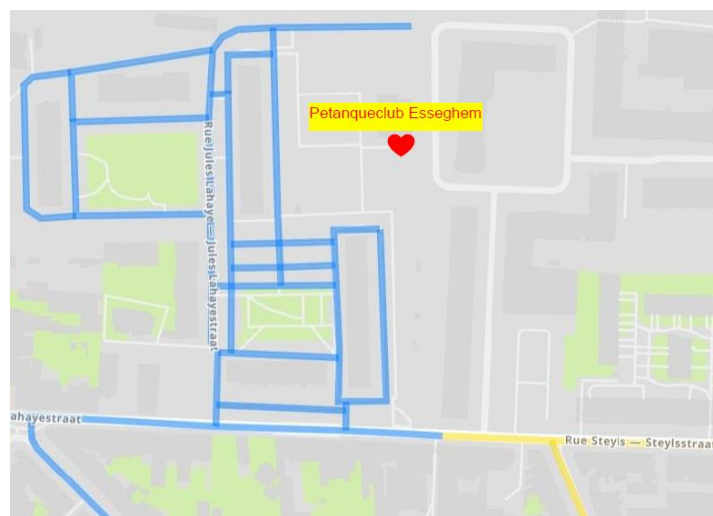 Petanqueclub Esseghem
Rue Jules Lahaye — Jules Lahayestraat
ahayestraat
Rue Steyls — Steylsstraat